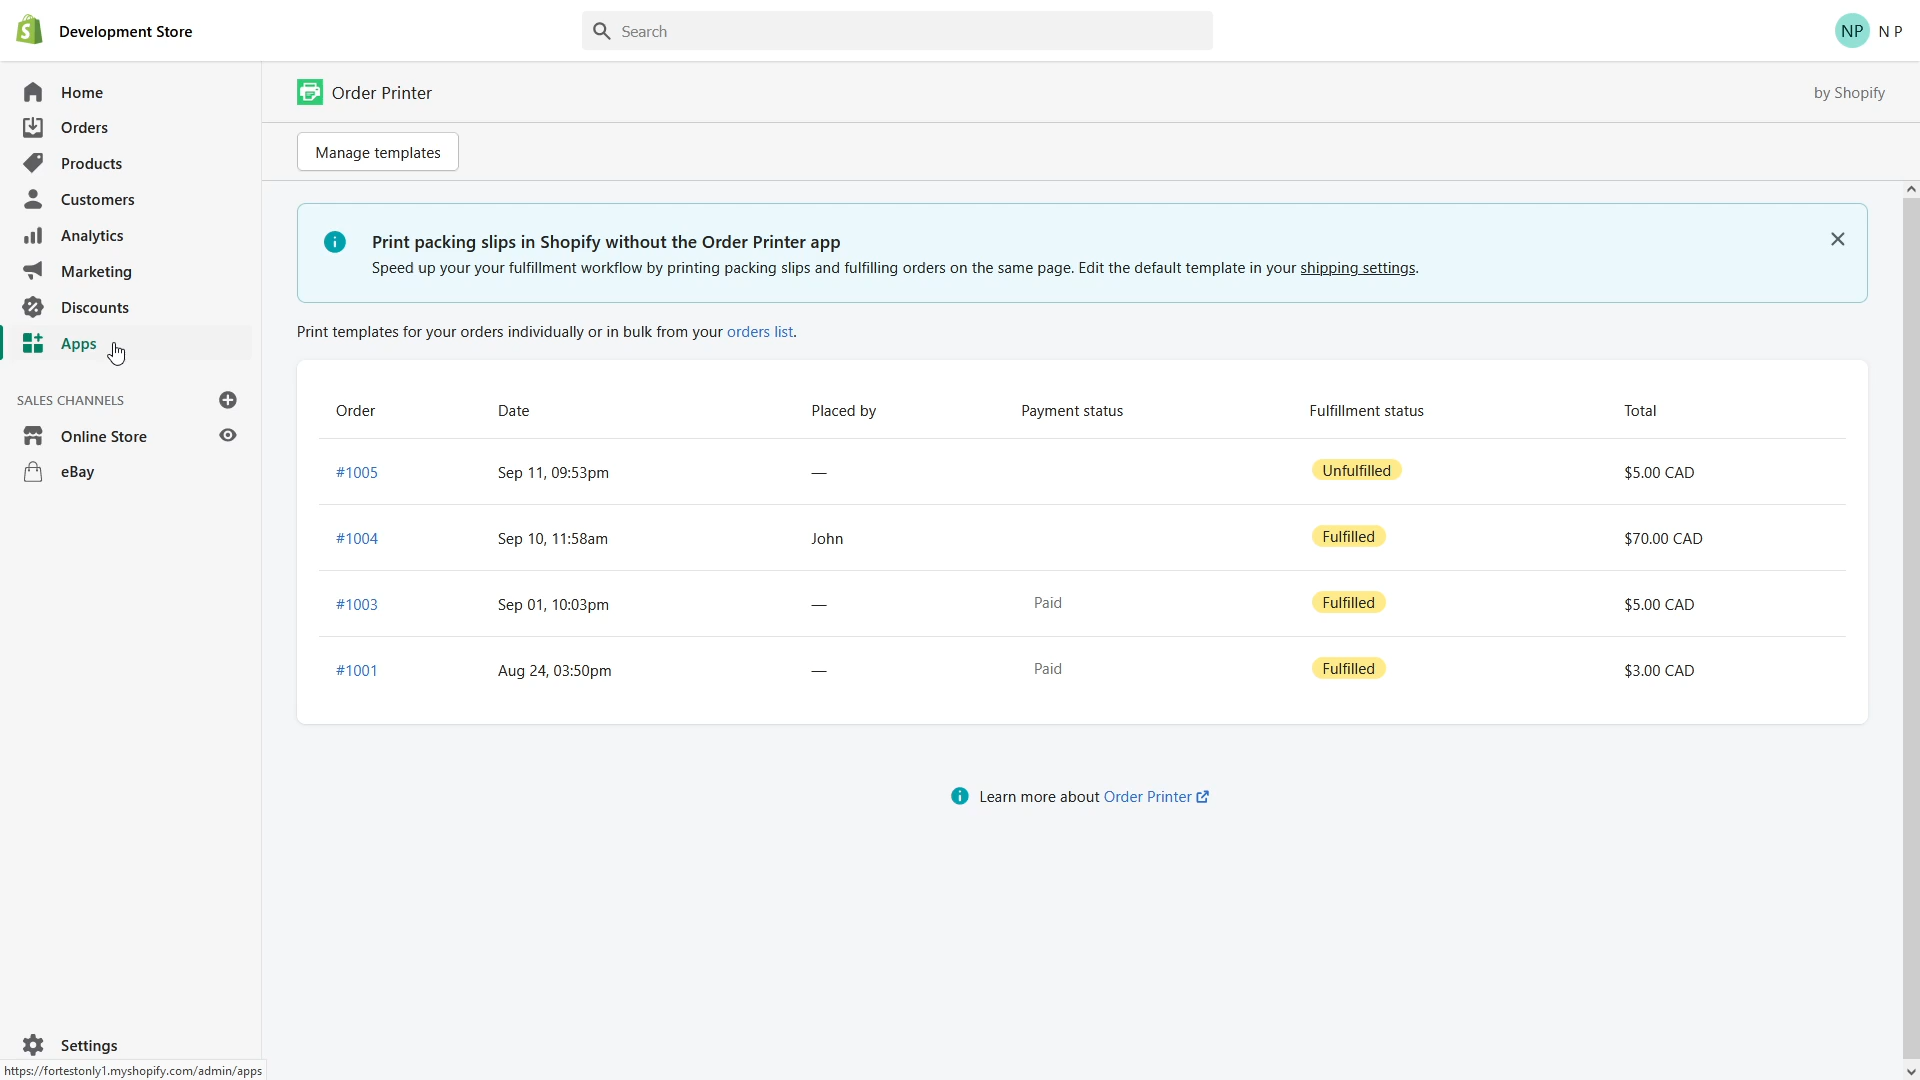 Development Store
Search
NP
N P
Home
Orders
Products
Customers
Analytics
Marketing
Discounts
Apps
SALES CHANNELS
Online Store
eBay
Settings
https://fortestonly1.myshopify.com/admin/apps
Order Printer
by Shopify
Manage templates
Print packing slips in Shopify without the Order Printer app
Speed up your your fulfillment workflow by printing packing slips and fulfilling orders on the same page. Edit the default template in your shipping settings.
Print templates for your orders individually or in bulk from your orders list.
Order Date Placed by Payment status Fulfillment status Total
#1005 Sep 11, 09:53pm — Unfulfilled $5.00 CAD
#1004 Sep 10, 11:58am John Fulfilled $70.00 CAD
#1003 Sep 01, 10:03pm — Paid Fulfilled $5.00 CAD
#1001 Aug 24, 03:50pm — Paid Fulfilled $3.00 CAD
Learn more about Order Printer